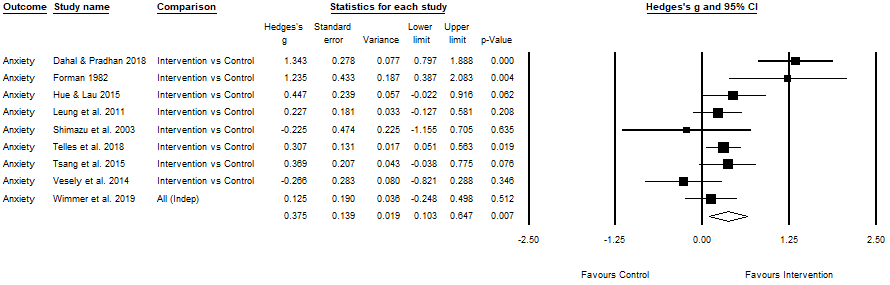 Outcome Study name Comparison Statistics for each study Hedges's g and 95% CI
Hedges's g Standard error Variance Lower limit Upper limit p-Value
Anxiety Dahal & Pradhan 2018 Intervention vs Control 1.343 0.278 0.077 0.797 1.888 0.000
Anxiety Forman 1982 Intervention vs Control 1.235 0.433 0.187 0.387 2.083 0.004
Anxiety Hue & Lau 2015 Intervention vs Control 0.447 0.239 0.057 -0.022 0.916 0.062
Anxiety Leung et al. 2011 Intervention vs Control 0.227 0.181 0.033 -0.127 0.581 0.208
Anxiety Shimazu et al. 2003 Intervention vs Control -0.225 0.474 0.225 -1.155 0.705 0.635
Anxiety Telles et al. 2018 Intervention vs Control 0.307 0.131 0.017 0.051 0.563 0.019
Anxiety Tsang et al. 2015 Intervention vs Control 0.369 0.207 0.043 -0.038 0.775 0.076
Anxiety Vesely et al. 2014 Intervention vs Control -0.266 0.283 0.080 -0.821 0.288 0.346
Anxiety Wimmer et al. 2019 All (Indep) 0.125 0.190 0.036 -0.248 0.498 0.512
0.375 0.139 0.019 0.103 0.647 0.007
-2.50 -1.25 0.00 1.25 2.50
Favours Control Favours Intervention